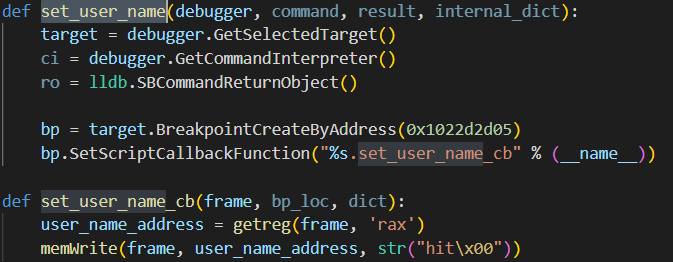 def set_user_name(debugger, command, result, internal_dict):
    target = debugger.GetSelectedTarget()
    ci = debugger.GetCommandInterpreter()
    ro = lldb.SBCommandReturnObject()

    bp = target.BreakpointCreateByAddress(0x1022d2d05)
    bp.SetScriptCallbackFunction("%s.set_user_name_cb" % (__name__))

def set_user_name_cb(frame, bp_loc, dict):
    user_name_address = getreg(frame, 'rax')
    memWrite(frame, user_name_address, str("hit\x00"))